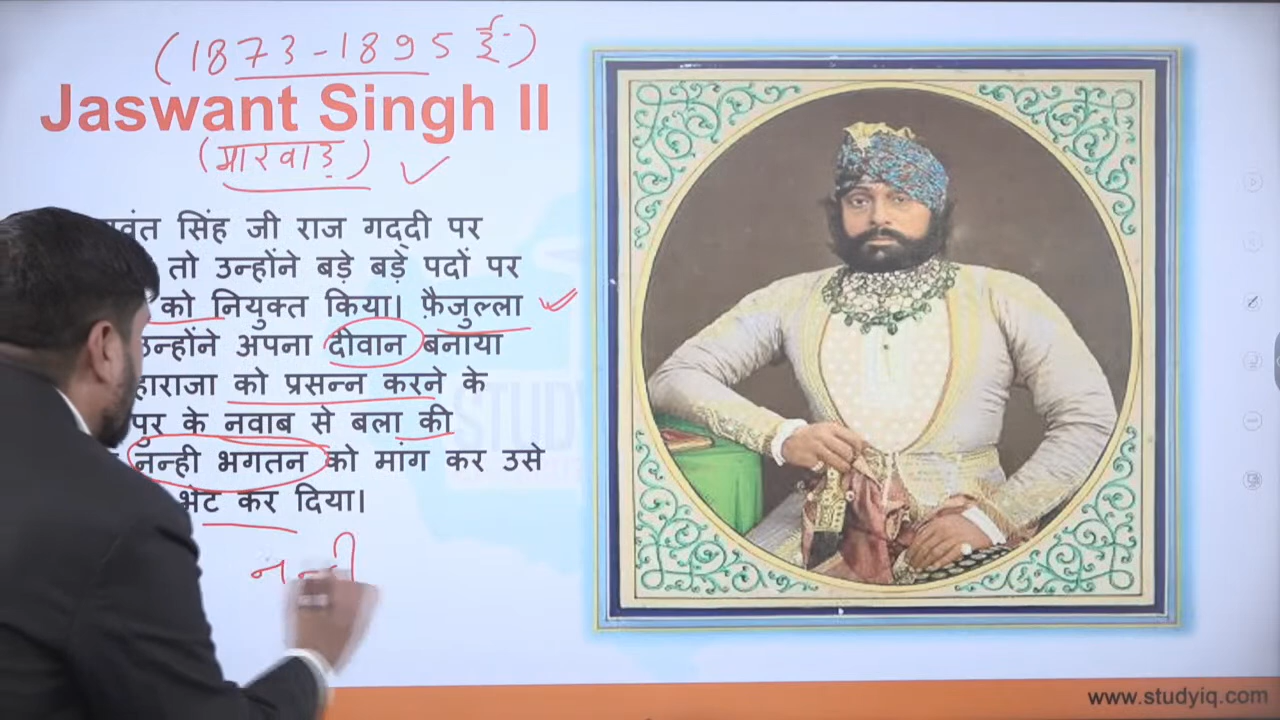 (1873-1895 ई.)
Jaswant Singh II
(मारवाड़)
सिंह जी राज गद्दी पर
तो उन्होंने बड़े बड़े पदों पर
को नियुक्त किया। फ़ैजुल्ला
उन्होंने अपना दीवान बनाया
को प्रसन्न करने के
के नवाब से बला की
नन्ही भगतन को मांग कर उसे
भेंट कर दिया।
STUDY
www.studyiq.com